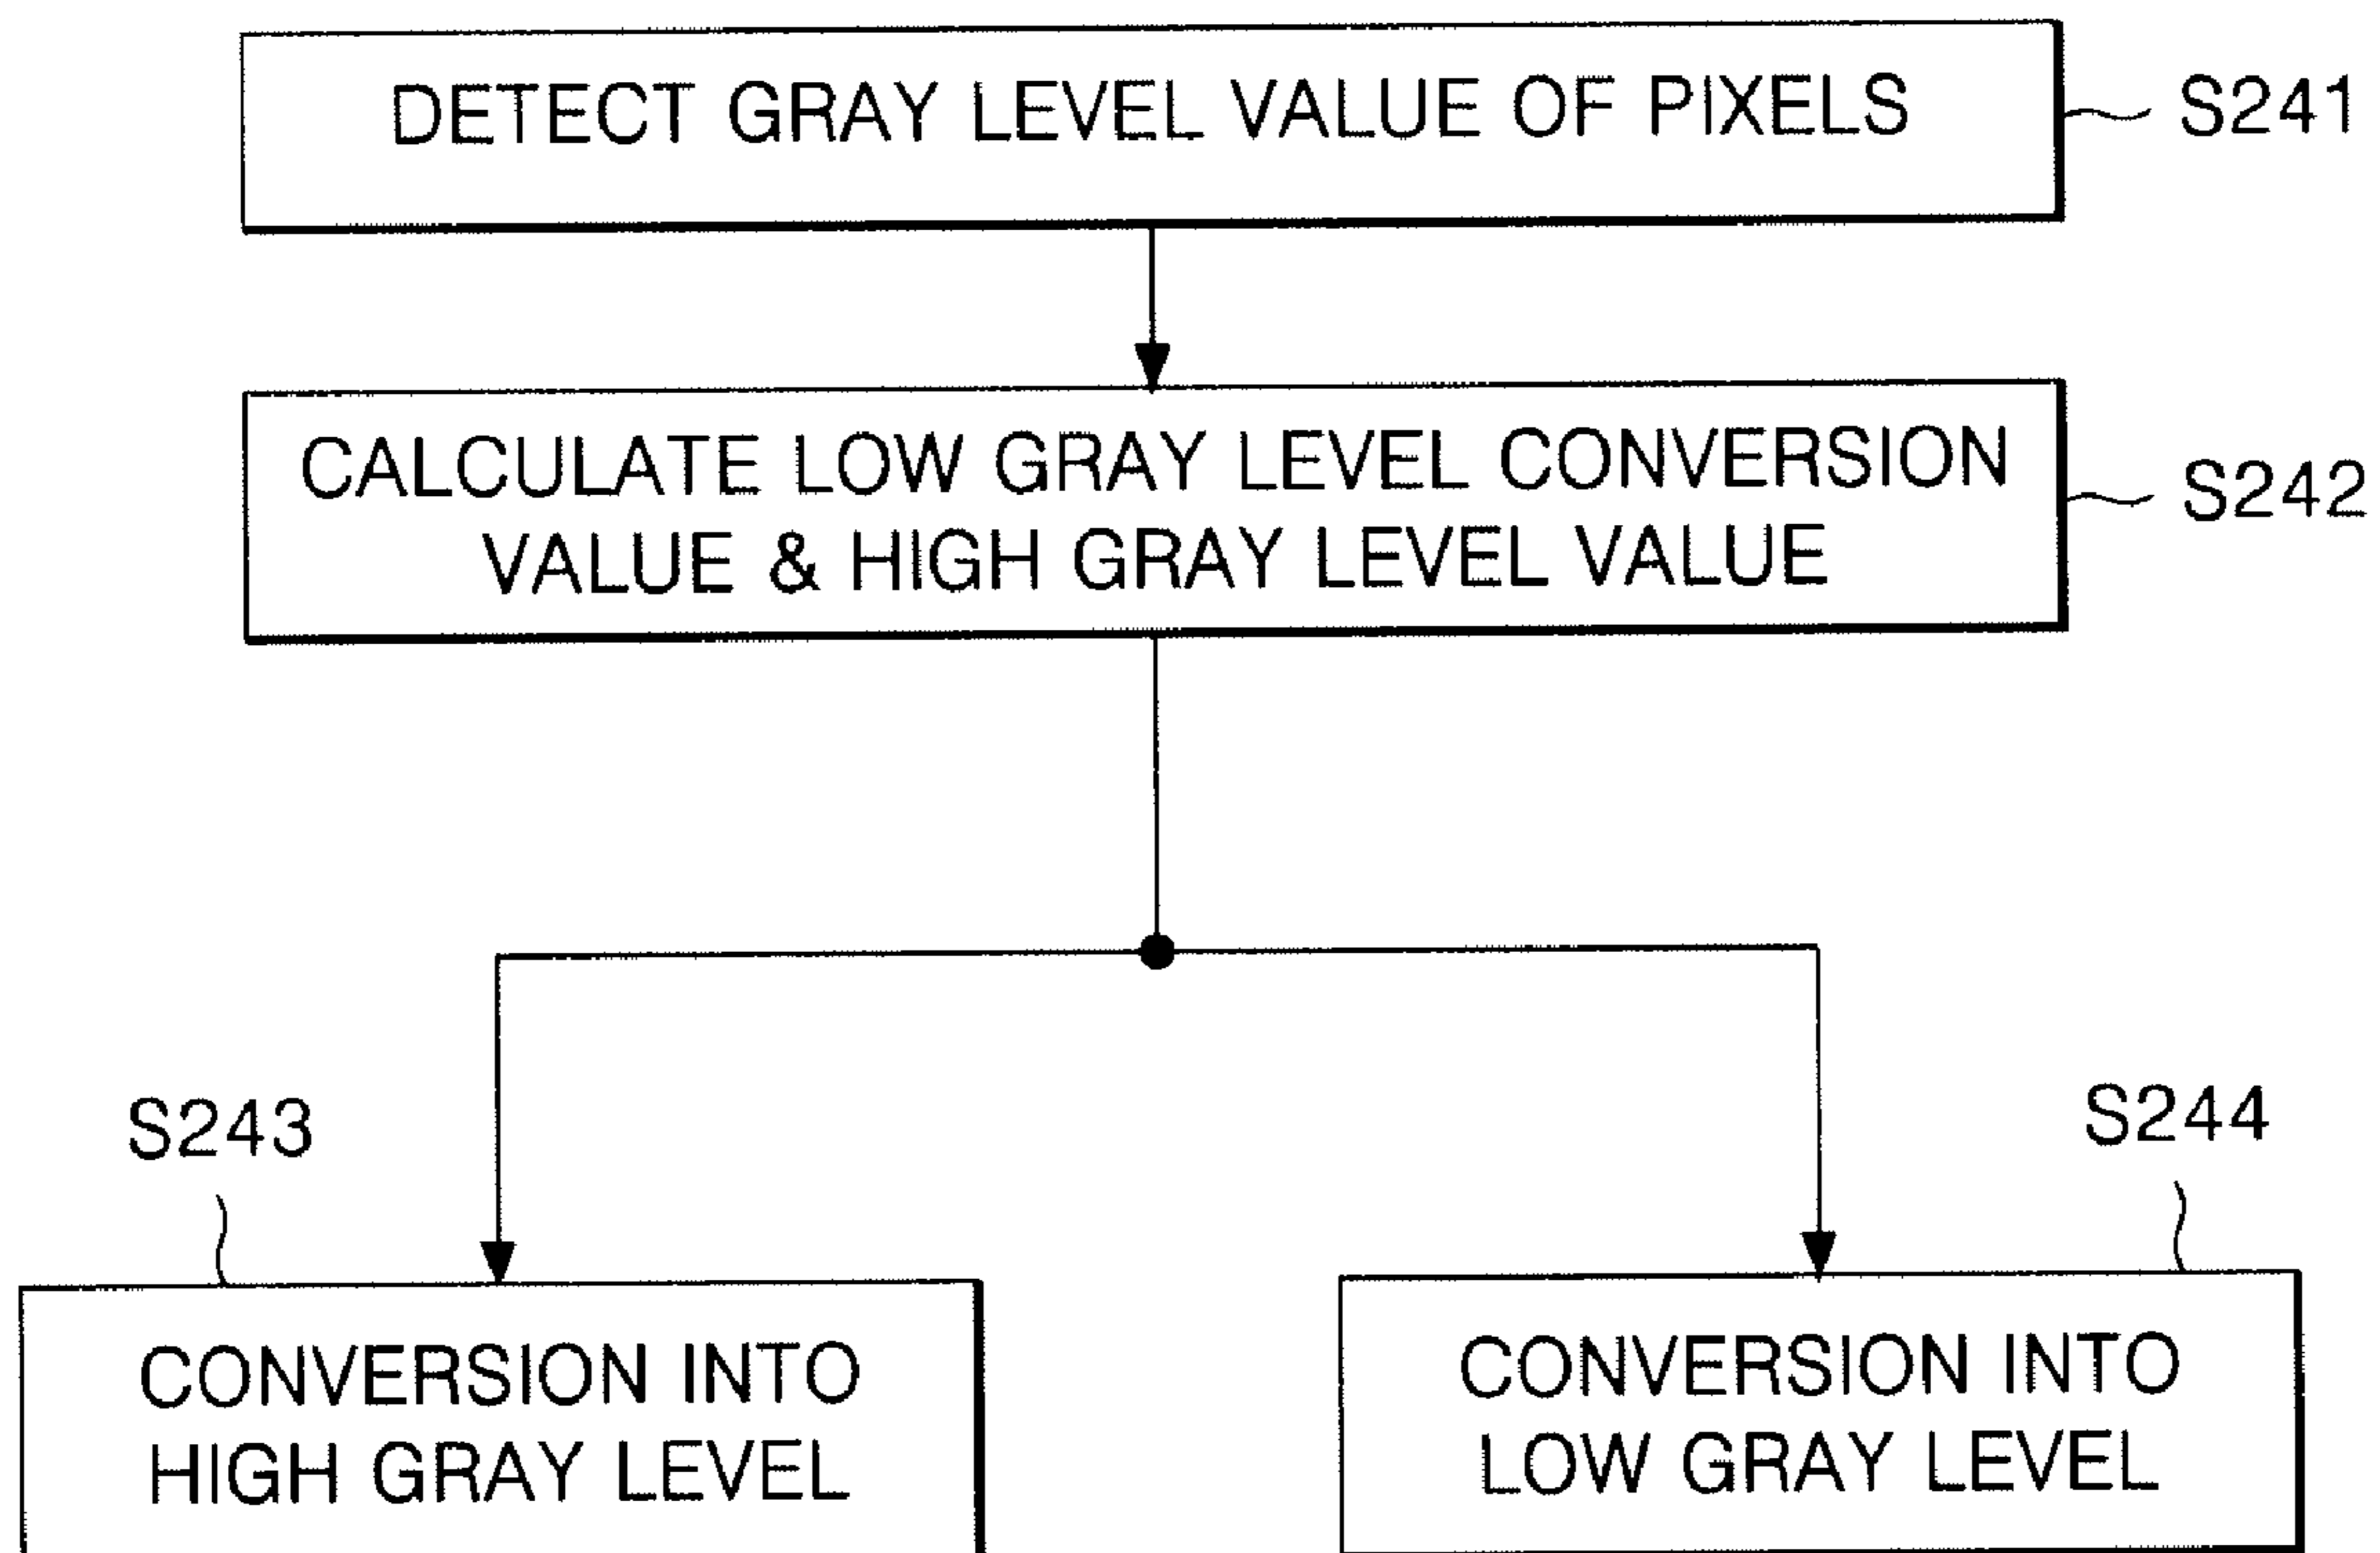 DETECT GRAY LEVEL VALUE OF PIXELS
S241
CALCULATE LOW GRAY LEVEL CONVERSION
VALUE & HIGH GRAY LEVEL VALUE
S242
S243
S244
CONVERSION INTO
HIGH GRAY LEVEL
CONVERSION INTO
LOW GRAY LEVEL